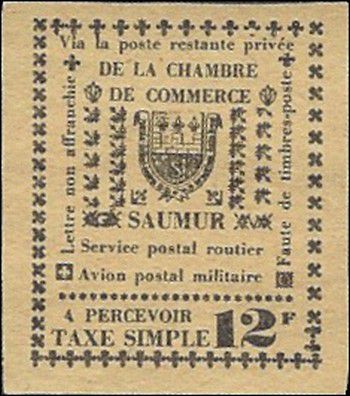 Via la poste restante privée
DE LA CHAMBRE
DE COMMERCE
Lettre non affranchie
Faute de timbres-poste
S
SAUMUR
Service postal routier
Avion postal militaire
A PERCEVOIR
TAXE SIMPLE 12F